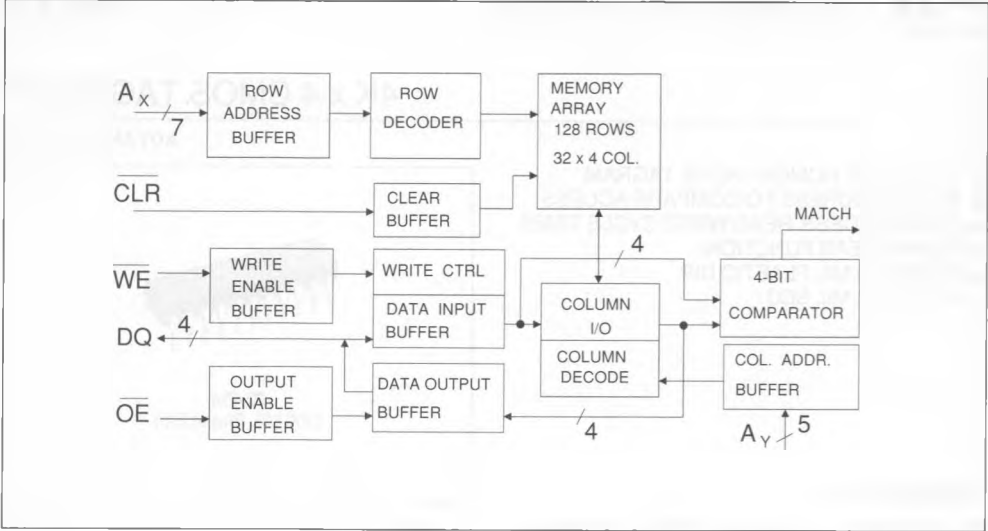 A X
7
ROW
ADDRESS
BUFFER
ROW
DECODER
MEMORY
ARRAY
128 ROWS
32 x 4 COL.
CLR
CLEAR
BUFFER
WE
WRITE
ENABLE
BUFFER
WRITE CTRL
DATA INPUT
BUFFER
DQ
4
4
COLUMN
I/O
COLUMN
DECODE
MATCH
4-BIT
COMPARATOR
OE
OUTPUT
ENABLE
BUFFER
DATA OUTPUT
BUFFER
4
COL. ADDR.
BUFFER
A Y
5